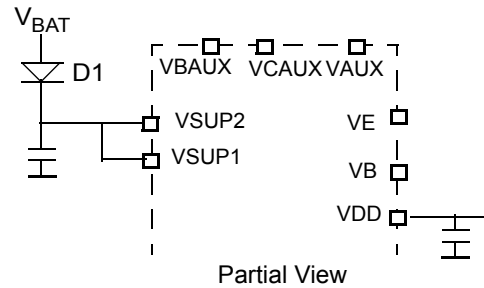 VBAT
D1
VBAUX VCAUX VAUX
VSUP2
VE
VSUP1
VB
VDD
Partial View